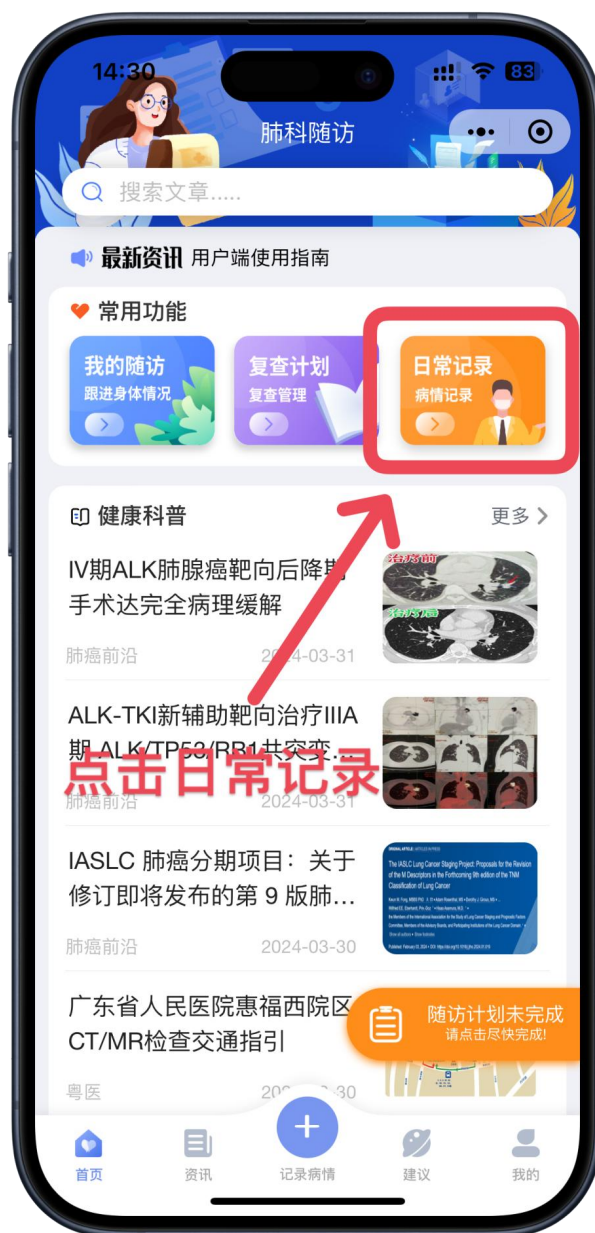 14:30
83
肺科随访
搜索文章.....
最新资讯 用户端使用指南
常用功能
我的随访
跟进身体情况
复查计划
复查管理
日常记录
病情记录
健康科普
更多
IV期ALK肺腺癌靶向后降期
手术达完全病理缓解
肺癌前沿
2024-03-31
治疗前
治疗后
ALK-TKI新辅助靶向治疗IIIA
期 ALK/TP53/RB1共突变...
点击日常记录
肺癌前沿
2024-03-31
IASLC 肺癌分期项目：关于
修订即将发布的第 9 版肺...
肺癌前沿
2024-03-30
The IASLC Lung Cancer Staging Project: Proposals for the Revision
of the M Descriptors in the Forthcoming 9th edition of the TNM
Classification of Lung Cancer
广东省人民医院惠福西院区
CT/MR检查交通指引
粤医
随访计划未完成
请点击尽快完成!
首页
资讯
记录病情
建议
我的